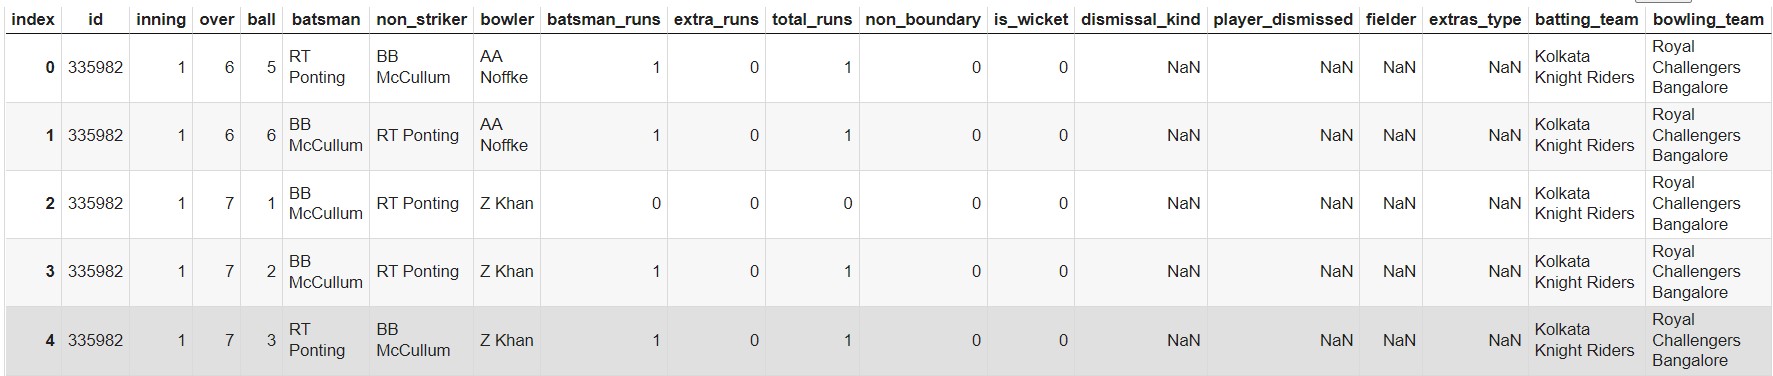 index id inning over ball batsman non_striker bowler batsman_runs extra_runs total_runs non_boundary is_wicket dismissal_kind player_dismissed fielder extras_type batting_team bowling_team
0 335982 1 6 5 RT Ponting BB McCullum AA Noffke 1 0 1 0 0 NaN NaN NaN NaN Kolkata Knight Riders Royal Challengers Bangalore
1 335982 1 6 6 BB McCullum RT Ponting AA Noffke 1 0 1 0 0 NaN NaN NaN NaN Kolkata Knight Riders Royal Challengers Bangalore
2 335982 1 7 1 BB McCullum RT Ponting Z Khan 0 0 0 0 0 NaN NaN NaN NaN Kolkata Knight Riders Royal Challengers Bangalore
3 335982 1 7 2 BB McCullum RT Ponting Z Khan 1 0 1 0 0 NaN NaN NaN NaN Kolkata Knight Riders Royal Challengers Bangalore
4 335982 1 7 3 RT Ponting BB McCullum Z Khan 1 0 1 0 0 NaN NaN NaN NaN Kolkata Knight Riders Royal Challengers Bangalore